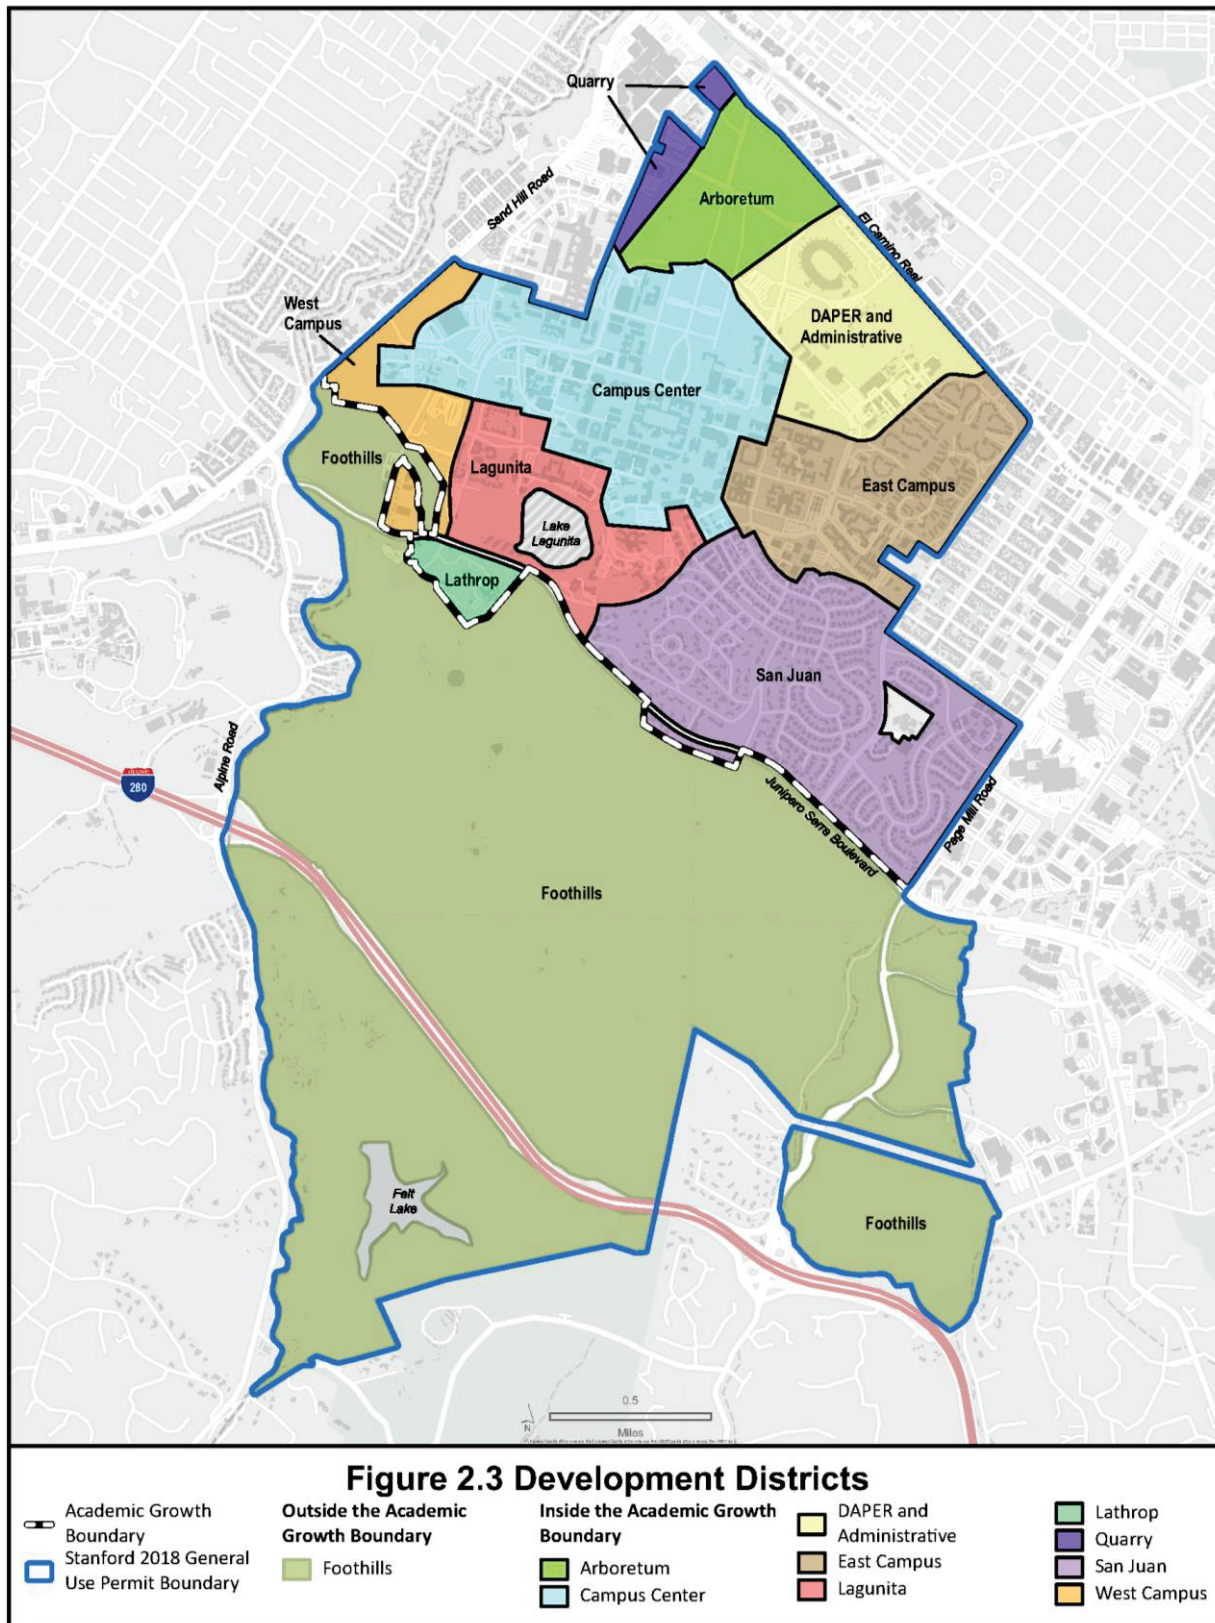 Quarry
Sand Hill Road
Arboretum
El Camino Real
West
Campus
DAPER and
Administrative
Campus Center
Foothills
Lagunita
East Campus
Lake
Lagunita
Lathrop
San Juan
Alpine Road
280
Junipero Serra Boulevard
Page Mill Road
Foothills
Felt
Lake
Foothills
0.5
N
Miles
Figure 2.3 Development Districts
Academic Growth
Boundary
Stanford 2018 General
Use Permit Boundary
Outside the Academic
Growth Boundary
Foothills
Inside the Academic Growth
Boundary
Arboretum
Campus Center
DAPER and
Administrative
East Campus
Lagunita
Lathrop
Quarry
San Juan
West Campus